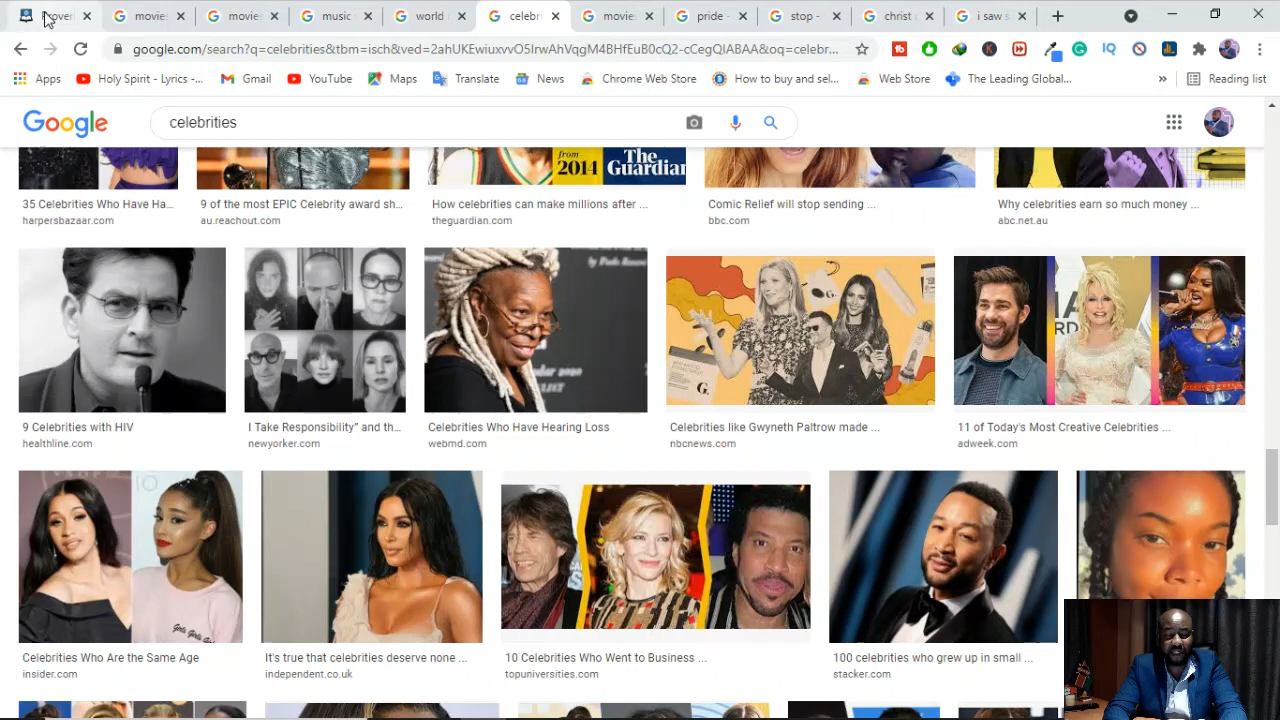 movie
movie
music
world
celebri
movie
pride -
stop -
christ
i saw s
google.com/search?q=celebrities&tbm=isch&ved=2ahUKEwiuxvvO5IrwAhVqgM4BHfEuB0cQ2-cCegQIABAA&oq=celebr...
Apps
Holy Spirit - Lyrics -...
Gmail
YouTube
Maps
Translate
News
Chrome Web Store
How to buy and sel...
Web Store
The Leading Global...
»
Reading list
Google
celebrities
from
2014
The
Guardian
35 Celebrities Who Have Ha...
harpersbazaar.com
9 of the most EPIC Celebrity award sh...
au.reachout.com
How celebrities can make millions after ...
theguardian.com
Comic Relief will stop sending ...
bbc.com
Why celebrities earn so much money ...
abc.net.au
9 Celebrities with HIV
healthline.com
I Take Responsibility” and th...
newyorker.com
Celebrities Who Have Hearing Loss
webmd.com
Celebrities like Gwyneth Paltrow made ...
nbcnews.com
11 of Today's Most Creative Celebrities ...
adweek.com
Celebrities Who Are the Same Age
insider.com
It's true that celebrities deserve none ...
independent.co.uk
10 Celebrities Who Went to Business ...
topuniversities.com
100 celebrities who grew up in small ...
stacker.com